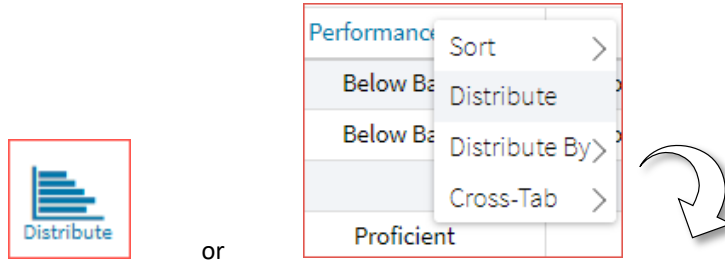 Performance
Sort
Below Ba
Distribute
Below Ba
Distribute By
Cross-Tab
Proficient
Distribute
or